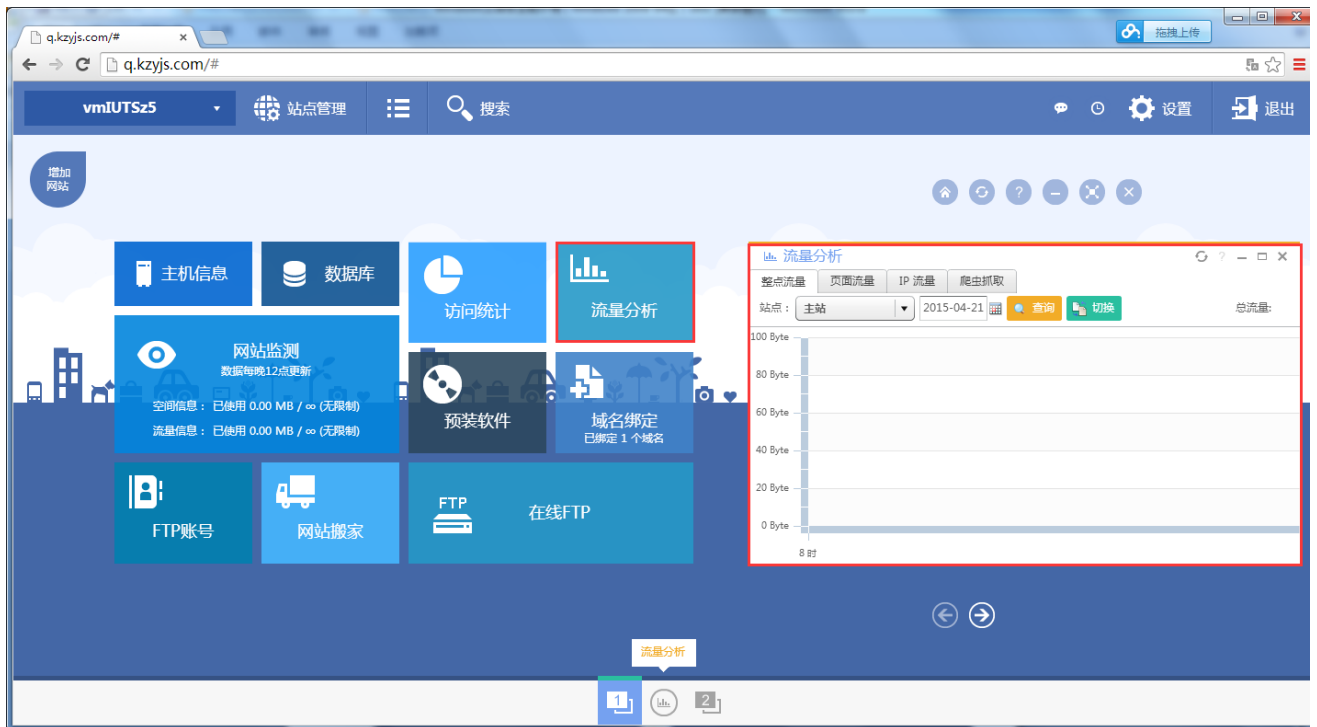 q.kzyjs.com/#
拖拽上传
q.kzyjs.com/#
vmIUTSz5
站点管理
搜索
设置
退出
增加
网站
主机信息
数据库
访问统计
流量分析
网站监测
数据每晚12点更新
空间信息： 已使用 0.00 MB / ∞ (无限制)
流量信息： 已使用 0.00 MB / ∞ (无限制)
预装软件
域名绑定
已绑定 1 个域名
FTP账号
网站搬家
FTP
在线FTP
流量分析
整点流量 页面流量 IP 流量 爬虫抓取
站点： 主站 2015-04-21 查询 切换 总流量:
100 Byte
80 Byte
60 Byte
40 Byte
20 Byte
0 Byte
8 时
流量分析
1
2